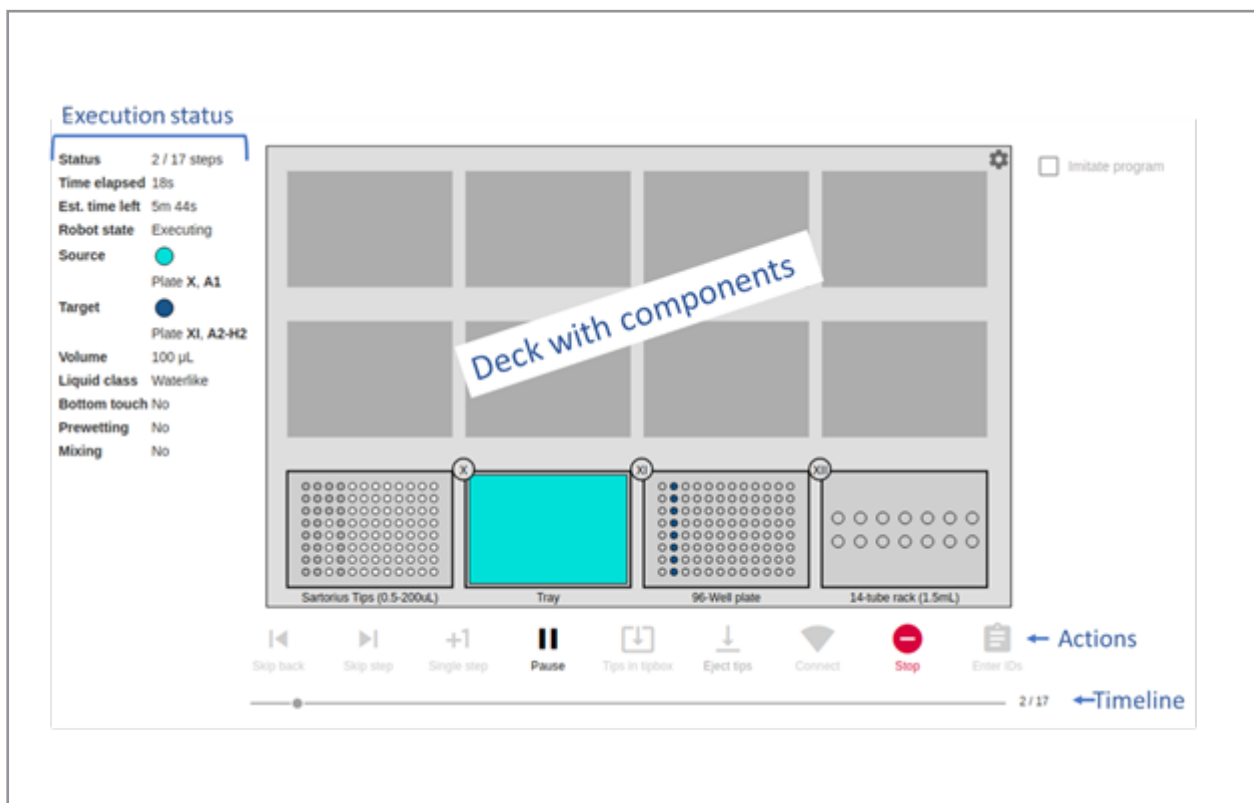 Execution status
Status 2 / 17 steps
Time elapsed 18s
Est. time left 5m 44s
Robot state Executing
Source
Plate X, A1
Target
Plate XI, A2-H2
Volume 100 µL
Liquid class Waterlike
Bottom touch No
Prewetting No
Mixing No
Imitate program
Deck with components
X XI XII
Sartorius Tips (0.5-200uL) Tray 96-Well plate 14-tube rack (1.5mL)
+1
Skip back Skip step Single step Pause Tips in tipbox Eject tips Connect Stop Enter IDs
Actions
2 / 17
Timeline